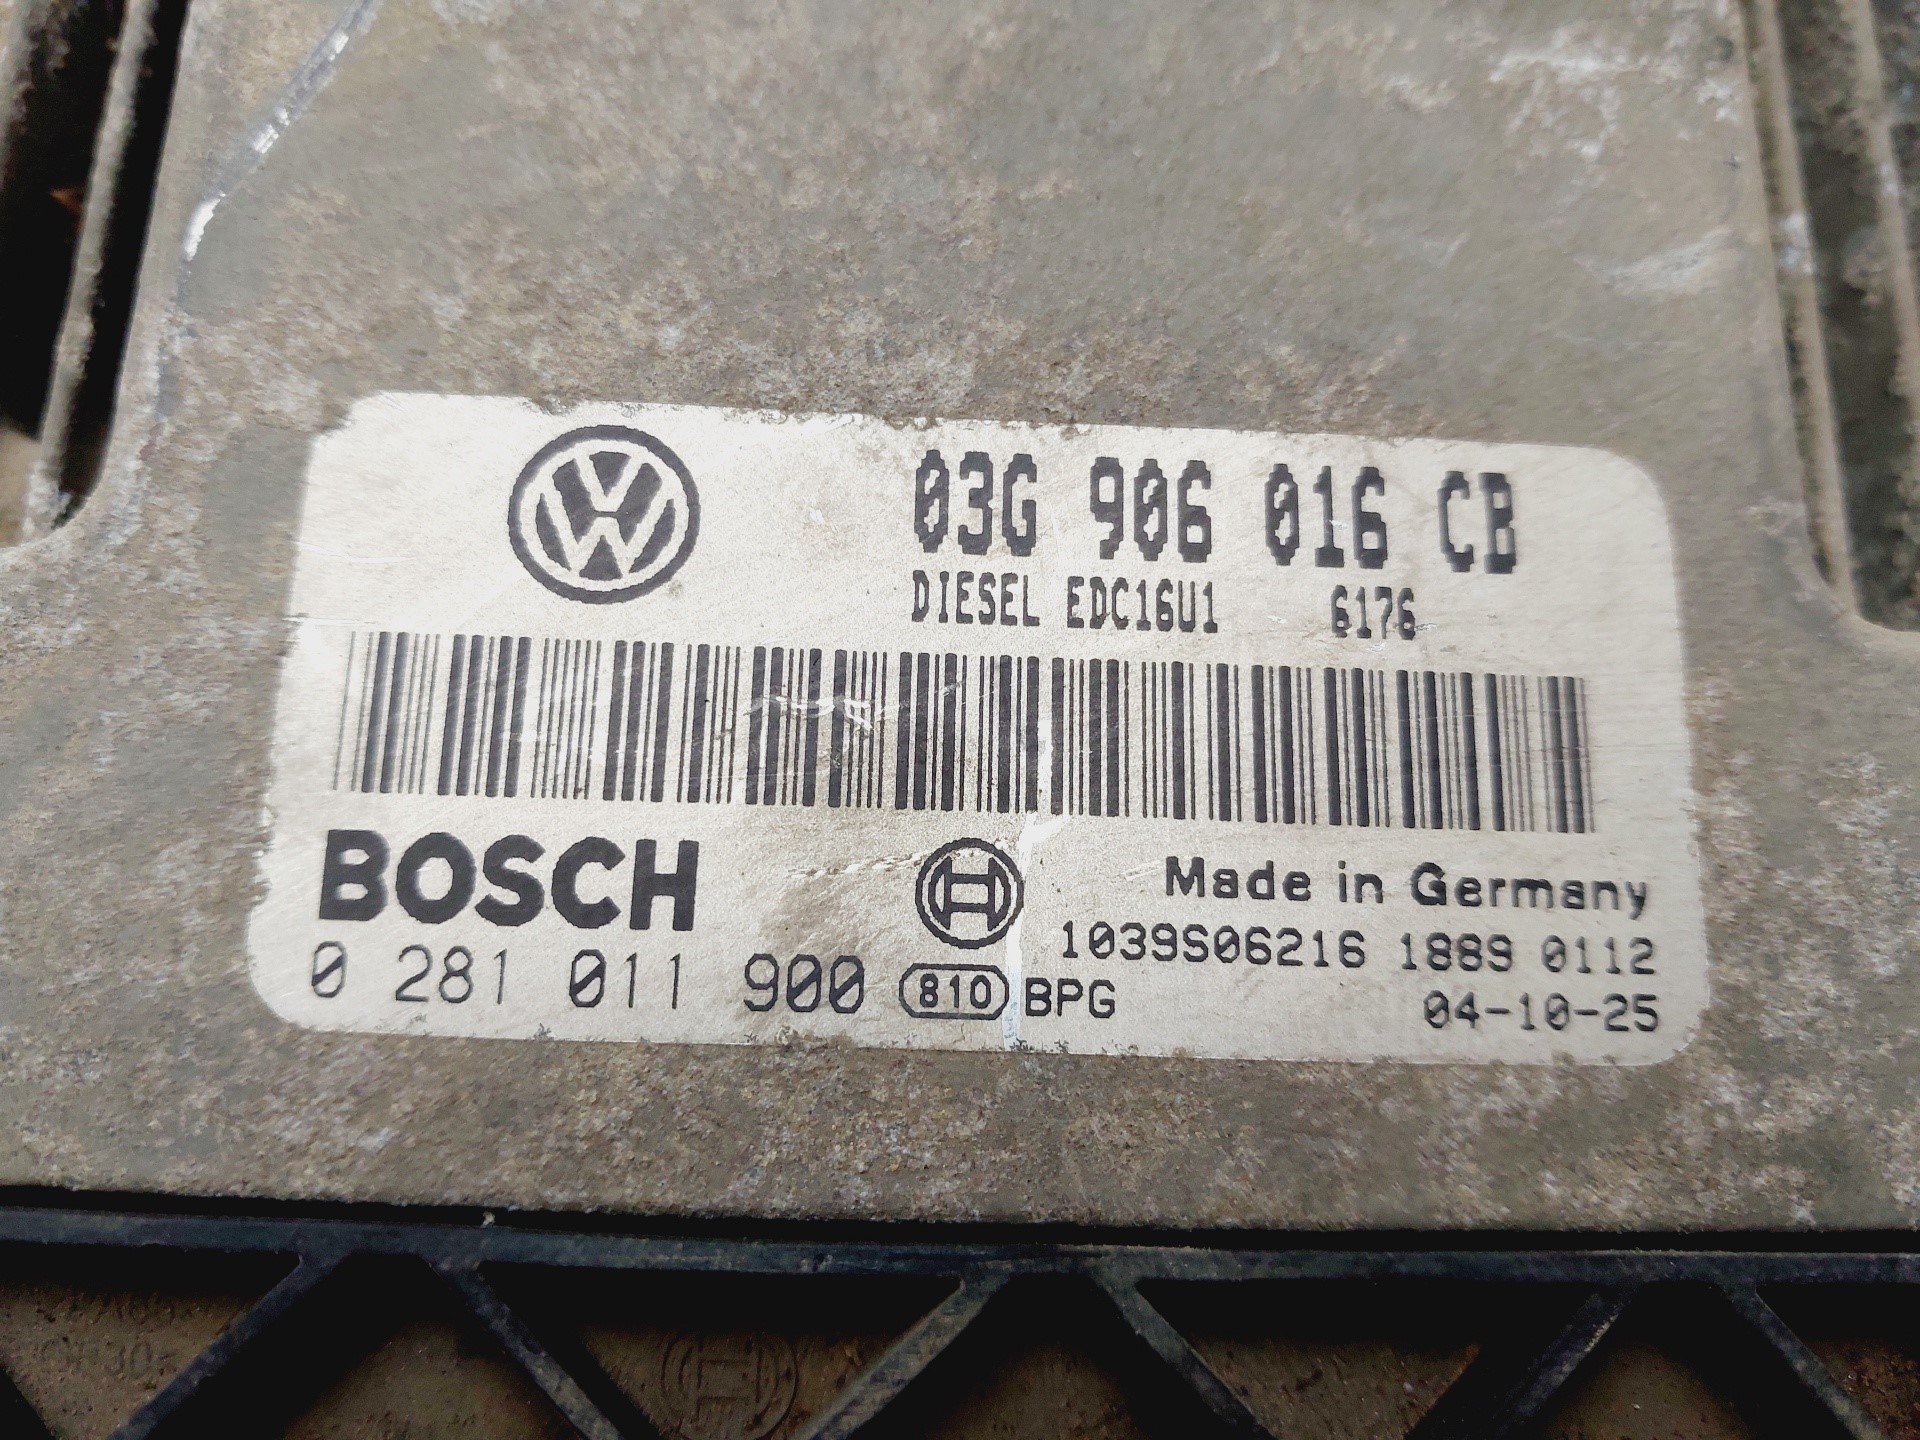 03G 906 016 CB
DIESEL EDC16U1 6176
BOSCH
Made in Germany
1039S06216 1889 0112
0 281 011 900 810 BPG
04-10-25